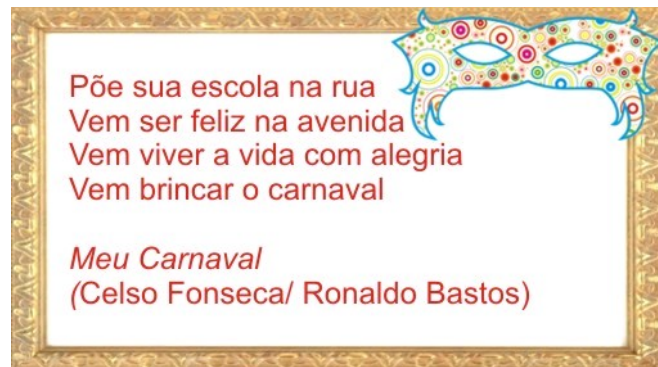 Põe sua escola na rua
Vem ser feliz na avenida
Vem viver a vida com alegria
Vem brincar o carnaval
Meu Carnaval
(Celso Fonseca/ Ronaldo Bastos)